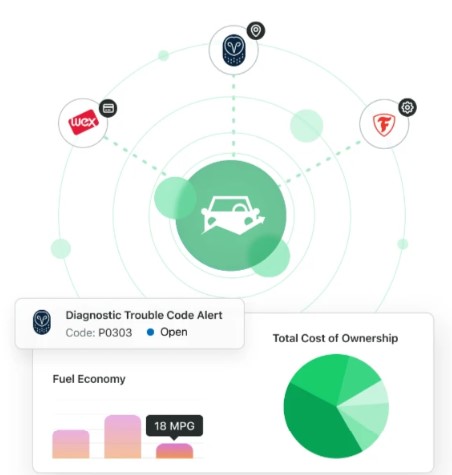 wex
F
Diagnostic Trouble Code Alert
Code: P0303 Open
Total Cost of Ownership
Fuel Economy
18 MPG